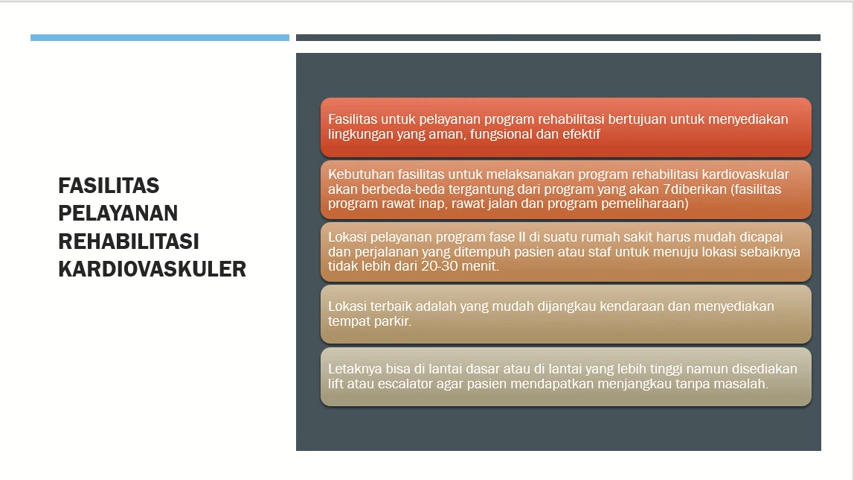 FASILITAS
PELAYANAN
REHABILITASI
KARDIOVASKULER
Fasilitas untuk pelayanan program rehabilitasi bertujuan untuk menyediakan
lingkungan yang aman, fungsional dan efektif
Kebutuhan fasilitas untuk melaksanakan program rehabilitasi kardiovaskular
akan berbeda-beda tergantung dari program yang akan 7diberikan (fasilitas
program rawat inap, rawat jalan dan program pemeliharaan)
Lokasi pelayanan program fase II di suatu rumah sakit harus mudah dicapai
dan perjalanan yang ditempuh pasien atau staf untuk menuju lokasi sebaiknya
tidak lebih dari 20-30 menit.
Lokasi terbaik adalah yang mudah dijangkau kendaraan dan menyediakan
tempat parkir.
Letaknya bisa di lantai dasar atau di lantai yang lebih tinggi namun disediakan
lift atau escalator agar pasien mendapatkan menjangkau tanpa masalah.